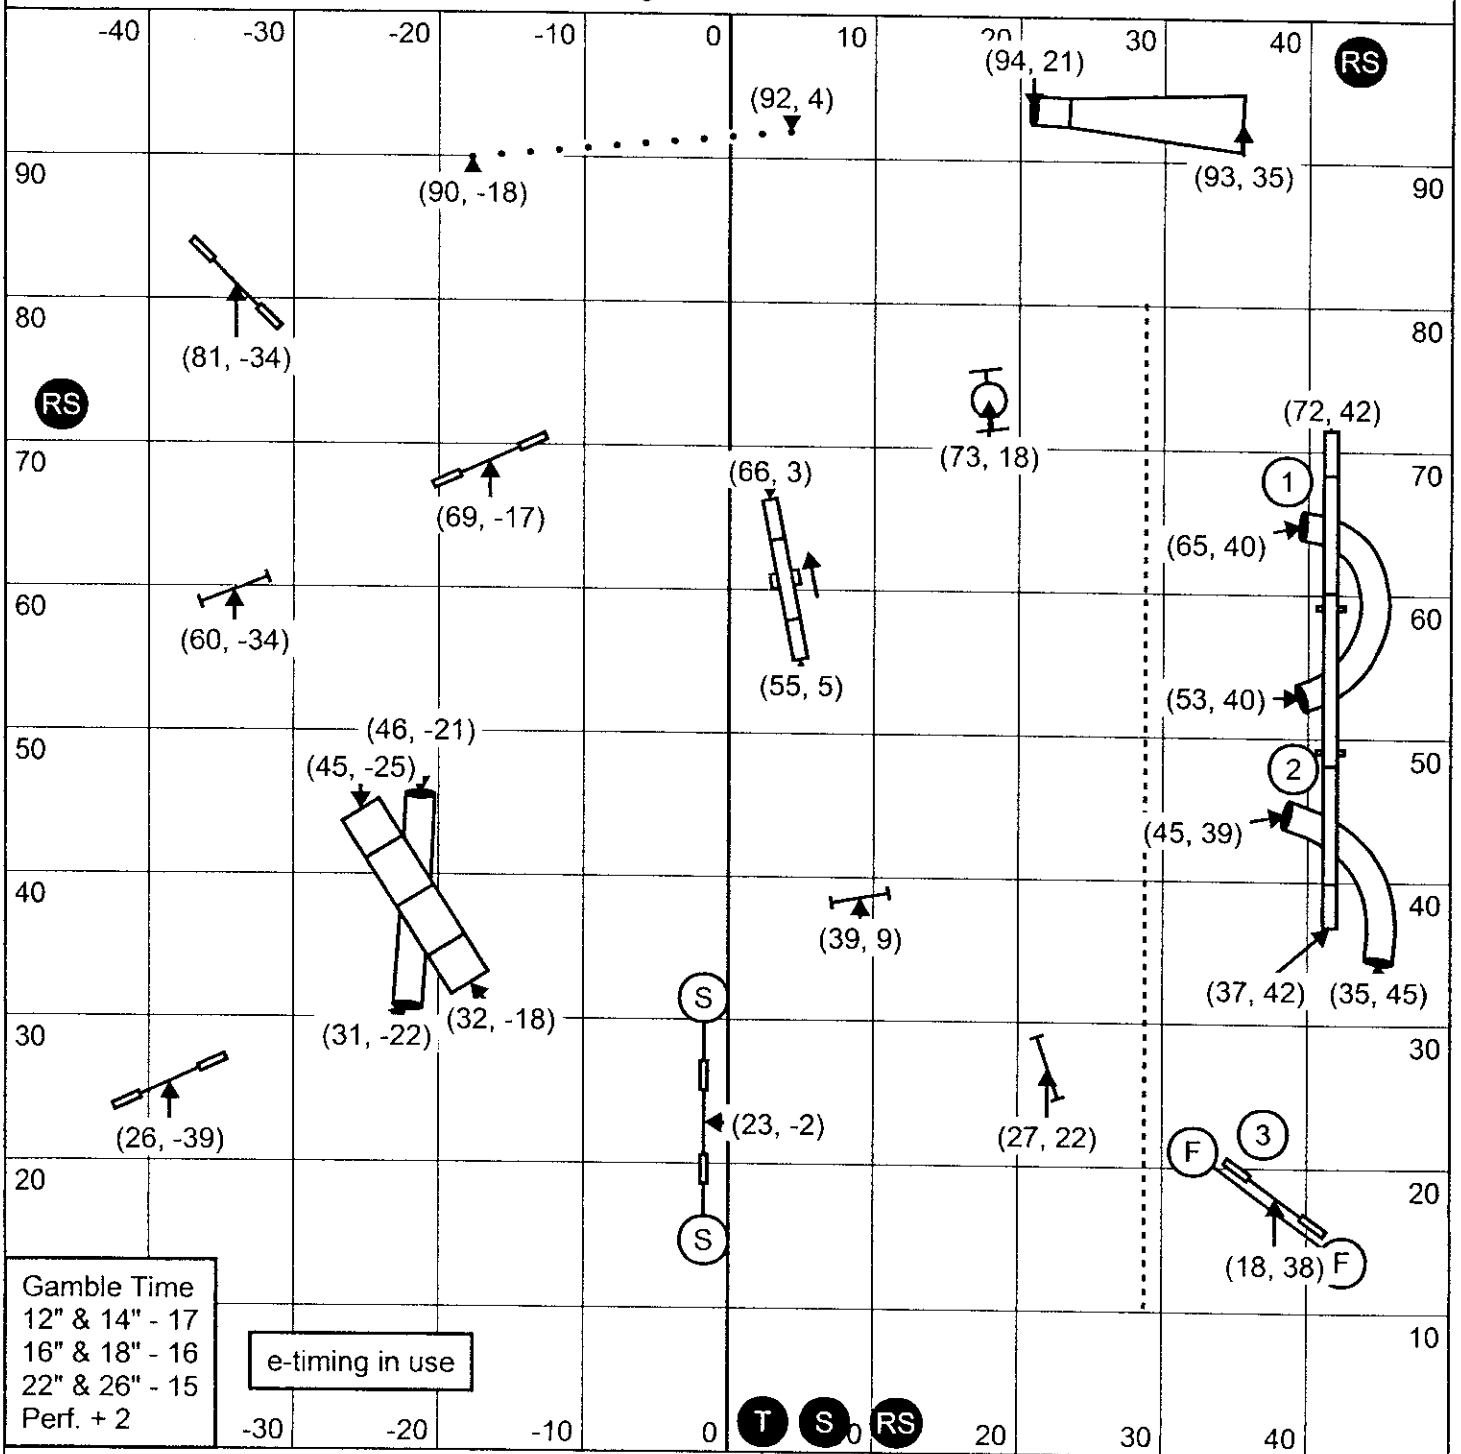 -40 -30 -20 -10 0 10 30 40
RS
(94, 21)
(92, 4)
90 90
(90, -18)
(93, 35)
80 80
(81, -34)
RS
(72, 42)
70 70
(73, 18)
(66, 3)
1
(69, -17)
(65, 40)
60 60
(60, -34)
(55, 5)
(53, 40)
(46, -21)
50 50
(45, -25)
2
(45, 39)
40 40
(39, 9)
(37, 42) (35, 45)
S
(32, -18)
(31, -22)
30 30
(26, -39)
(23, -2)
(27, 22)
F 3
20 20
S
(18, 38) F
Gamble Time
12" & 14" - 17
16" & 18" - 16
22" & 26" - 15
Perf. + 2
e-timing in use
10
-30 -20 -10 0 T S RS 20 30 40